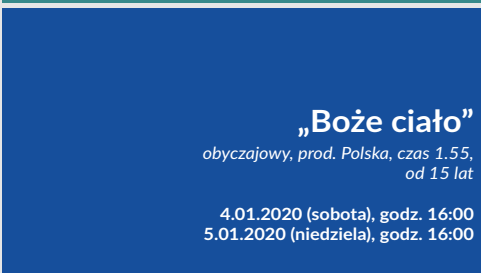 „Boże ciało”
obyczajowy, prod. Polska, czas 1.55,
od 15 lat
4.01.2020 (sobota), godz. 16:00
5.01.2020 (niedziela), godz. 16:00